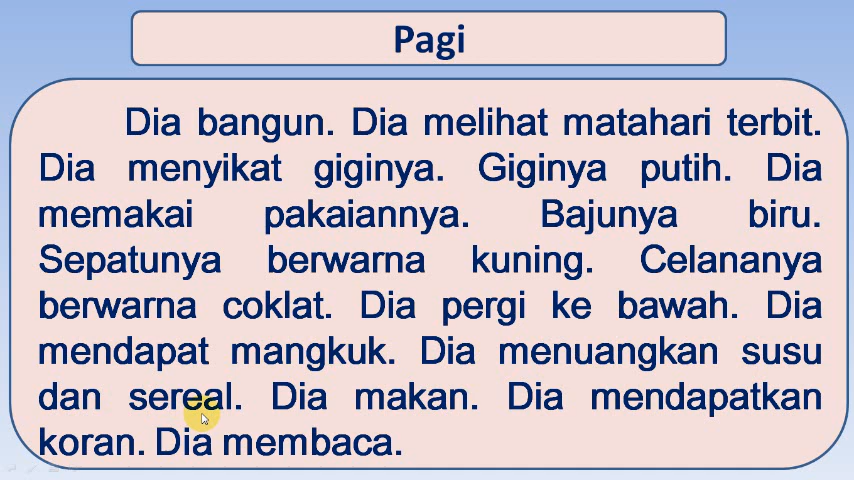 Pagi
Dia bangun. Dia melihat matahari terbit.
Dia menyikat giginya. Giginya putih. Dia
memakai pakaiannya. Bajunya biru.
Sepatunya berwarna kuning. Celananya
berwarna coklat. Dia pergi ke bawah. Dia
mendapat mangkuk. Dia menuangkan susu
dan sereal. Dia makan. Dia mendapatkan
koran. Dia membaca.